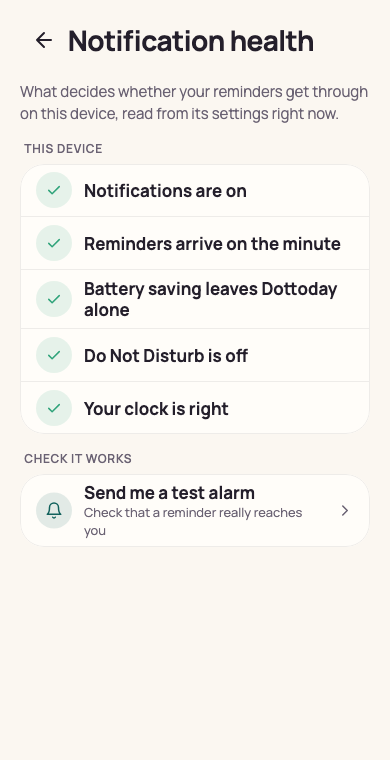 Notification health
What decides whether your reminders get through
on this device, read from its settings right now.
THIS DEVICE
Notifications are on
Reminders arrive on the minute
Battery saving leaves Dottoday
alone
Do Not Disturb is off
Your clock is right
CHECK IT WORKS
Send me a test alarm
Check that a reminder really reaches
you